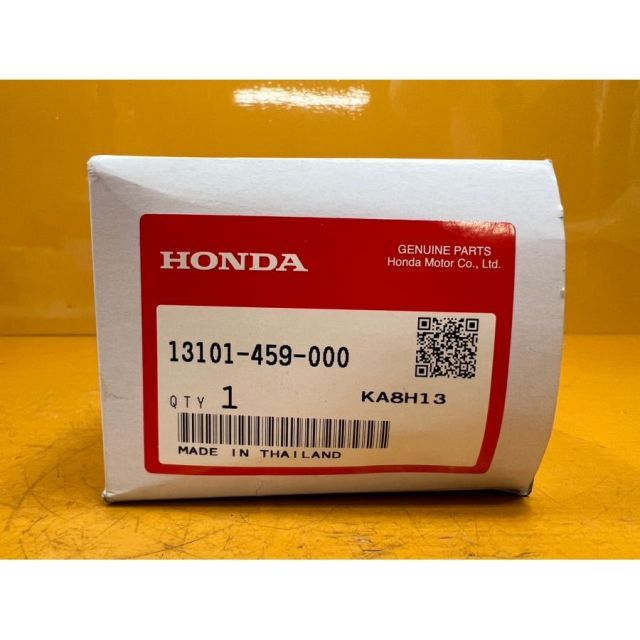 HONDA
GENUINE PARTS
Honda Motor Co., Ltd.
13101-459-000
QTY 1
KA8H13
MADE IN THAILAND